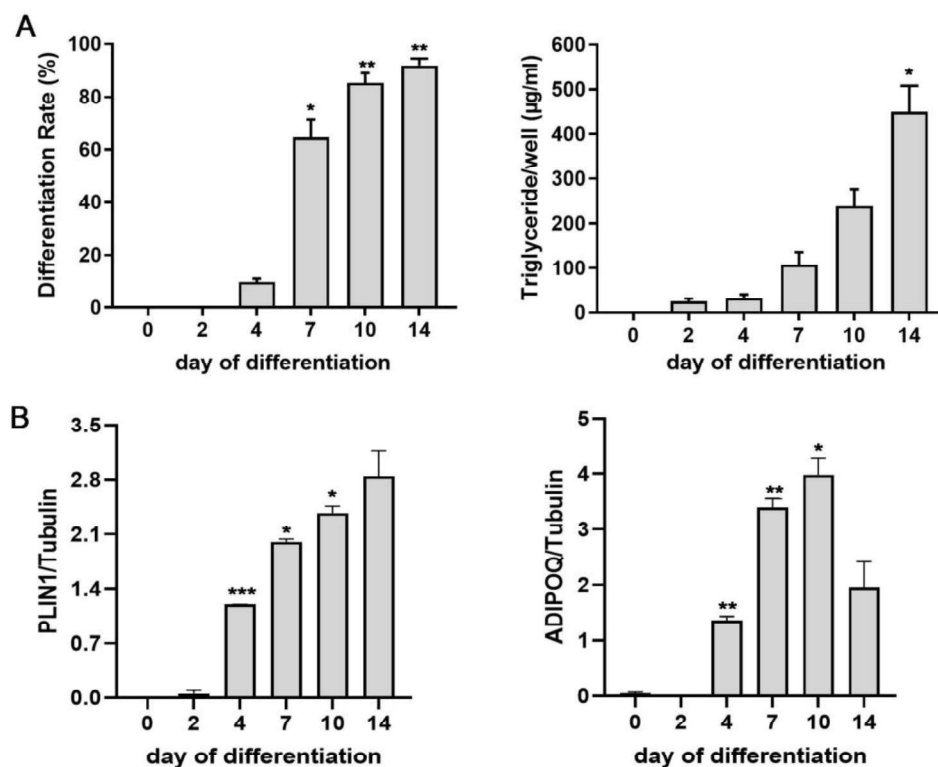 A
Differentiation Rate (%)
100
80
60
40
20
0
*
**
**
0 2 4 7 10 14
day of differentiation
Triglyceride/well (µg/ml)
600
500
400
300
200
100
0
*
0 2 4 7 10 14
day of differentiation
B
PLIN1/Tubulin
3.5
2.8
2.1
1.4
0.7
0.0
***
*
*
0 2 4 7 10 14
day of differentiation
ADIPOQ/Tubulin
5
4
3
2
1
0
**
**
*
0 2 4 7 10 14
day of differentiation